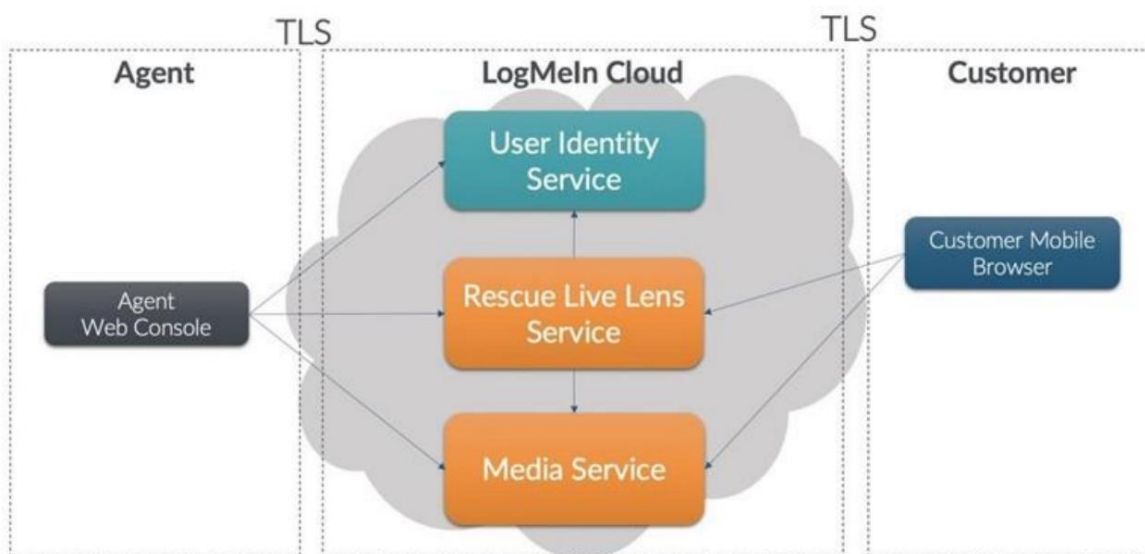 TLS
TLS
Agent
LogMeIn Cloud
Customer
User Identity
Service
Customer Mobile
Browser
Agent
Web Console
Rescue Live Lens
Service
Media Service